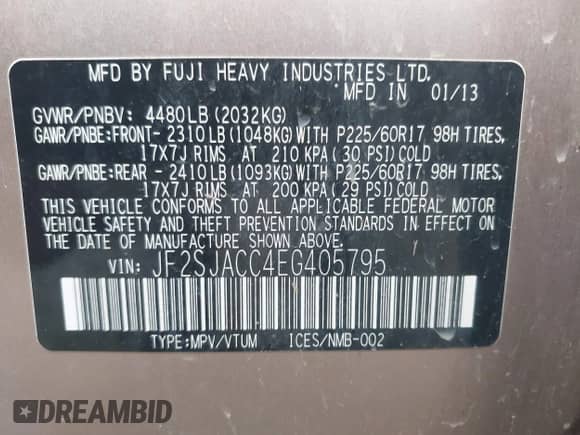 MFD BY FUJI HEAVY INDUSTRIES LTD.
MFD IN 01/13
GVWR/PNBV: 4480LB(2032KG)
GAWR/PNBE:FRONT- 2310LB(1048KG)WITH P225/60R17 98H TIRES,
17X7J RIMS AT 210 KPA(30 PSI)COLD
GAWR/PNBE:REAR - 2410LB(1093KG)WITH P225/60R17 98H TIRES,
17X7J RIMS AT 200 KPA(29 PSI)COLD
THIS VEHICLE CONFORMS TO ALL APPLICABLE FEDERAL MOTOR
VEHICLE SAFETY AND THEFT PREVENTION STANDARDS IN EFFECT
ON THE DATE OF MANUFACTURE SHOWN ABOVE.
VIN: JF2SJACC4EG405795
TYPE:MPV/VTUM ICES/NMB-002
DREAMBID